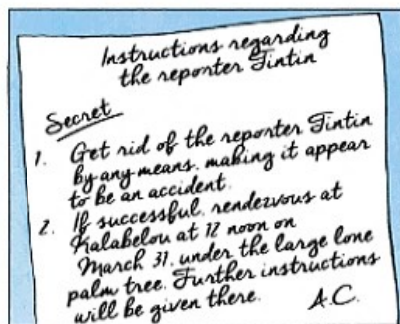 Instructions regarding
the reporter Tintin
Secret
1. Get rid of the reporter Tintin
by any means, making it appear
to be an accident.
2. If successful, rendezvous at
Kalabelou at 12 noon on
March 31, under the large lone
palm tree. Further instructions
will be given there.
A.C.